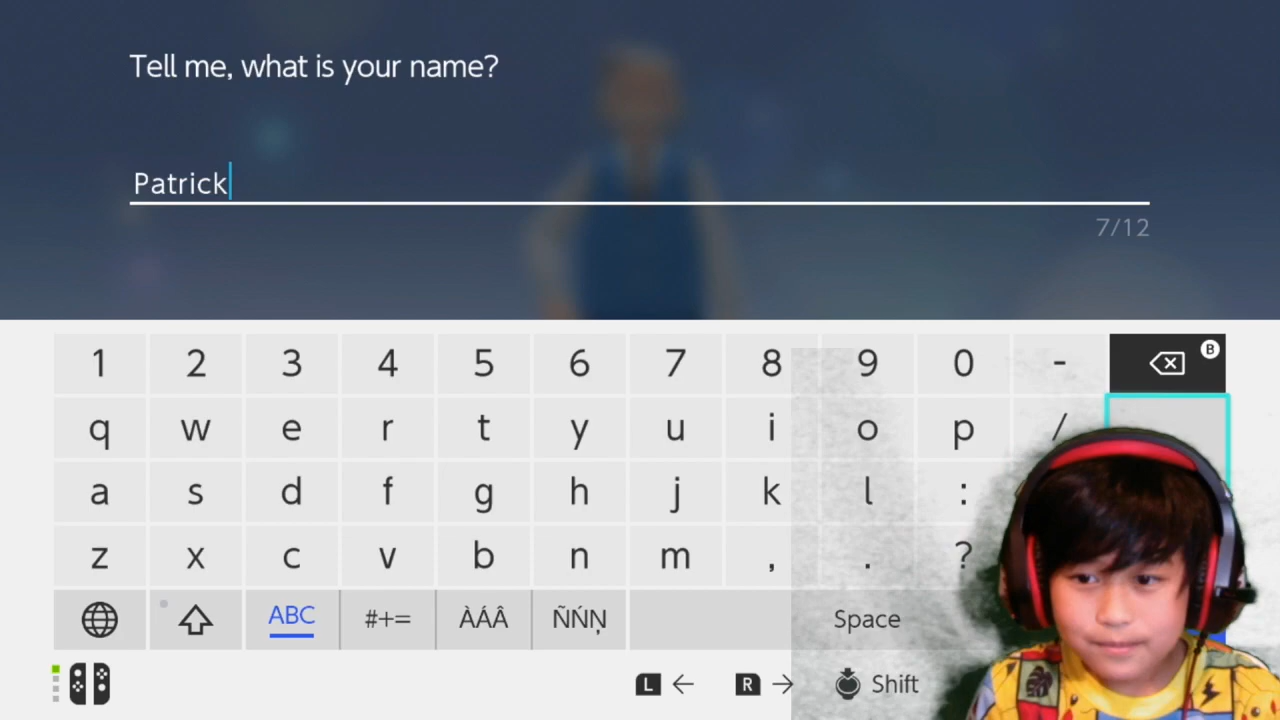 Tell me, what is your name?
Patrick
7/12
1 2 3 4 5 6 7 8 9 0 - B
q w e r t y u i o p /
a s d f g h j k l :
z x c v b n m , . ?
ABC #+= ÀÁÂ ÑŃŅ Space
L ← R → Shift